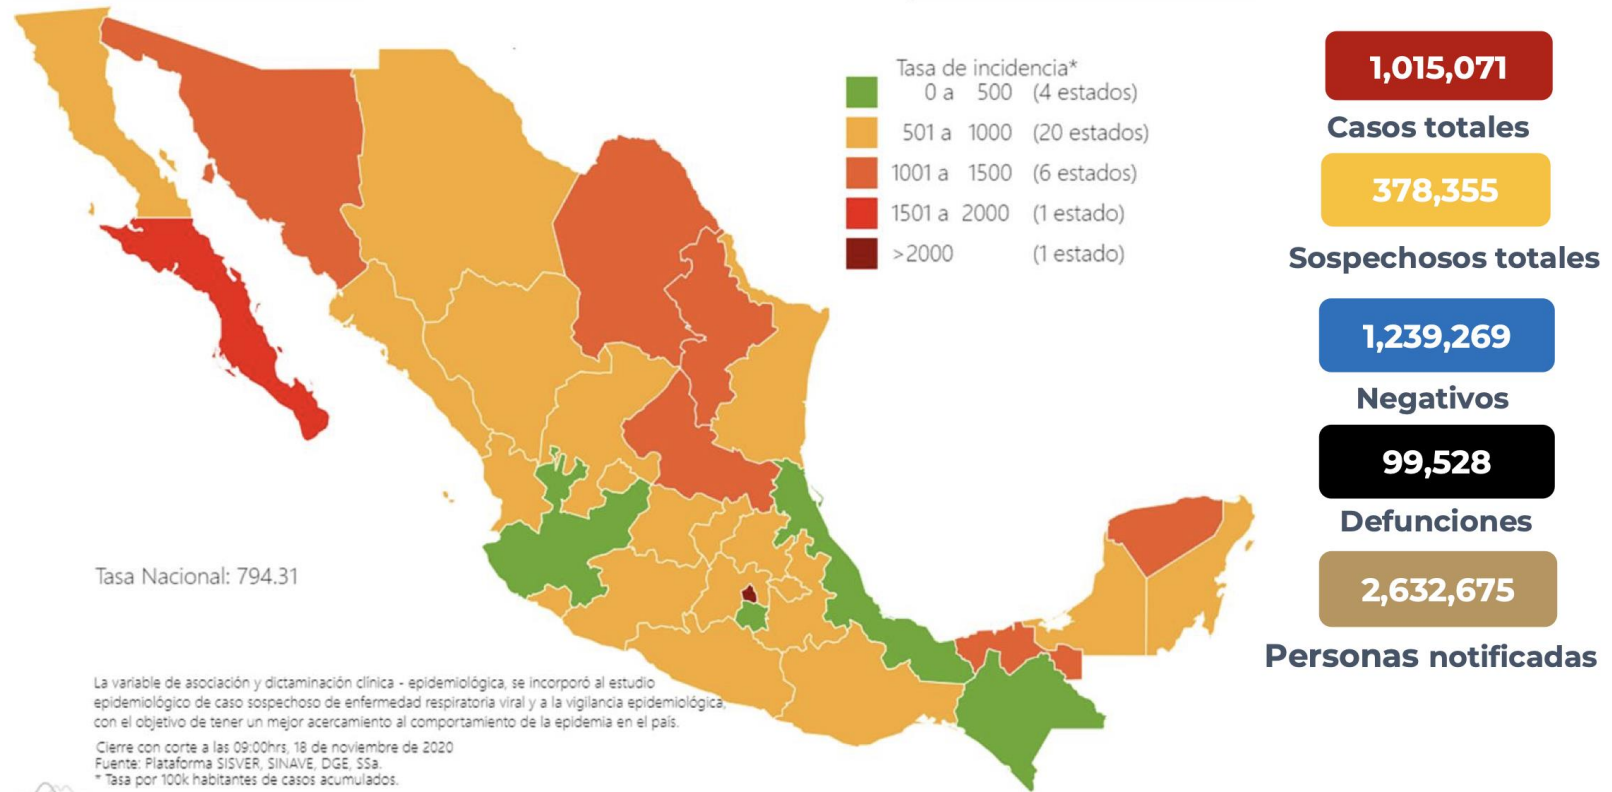 Tasa de incidencia*
0 a 500 (4 estados)
501 a 1000 (20 estados)
1001 a 1500 (6 estados)
1501 a 2000 (1 estado)
>2000 (1 estado)
1,015,071
Casos totales
378,355
Sospechosos totales
1,239,269
Negativos
99,528
Defunciones
2,632,675
Personas notificadas
Tasa Nacional: 794.31
La variable de asociación y dictaminación clínica - epidemiológica, se incorporó al estudio
epidemiológico de caso sospechoso de enfermedad respiratoria viral y a la vigilancia epidemiológica,
con el objetivo de tener un mejor acercamiento al comportamiento de la epidemia en el país.
Cierre con corte a las 09:00hrs, 18 de noviembre de 2020
Fuente: Plataforma SISVER, SINAVE, DGE, SSa.
* Tasa por 100k habitantes de casos acumulados.